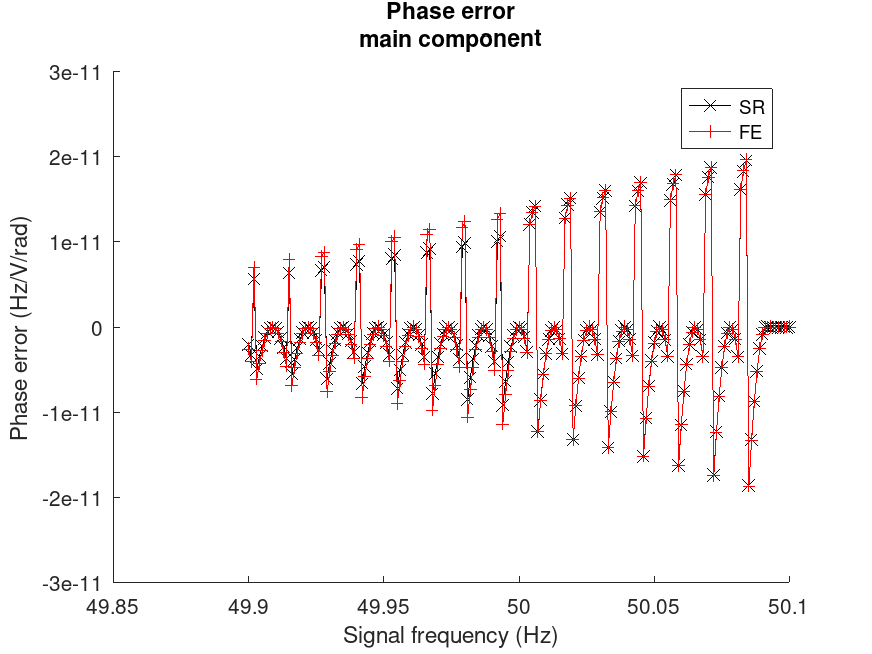 Phase error
main component
3e-11
2e-11
1e-11
0
-1e-11
-2e-11
-3e-11
Phase error (Hz/V/rad)
SR
FE
49.85
49.9
49.95
50
50.05
50.1
Signal frequency (Hz)